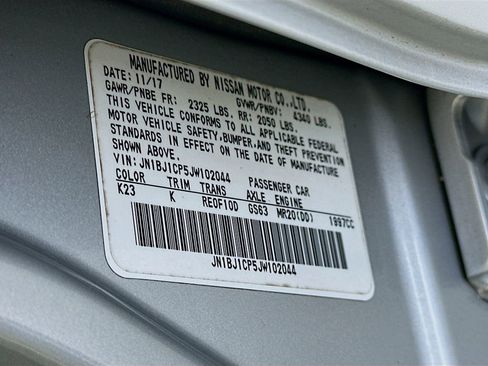 MANUFACTURED BY NISSAN MOTOR CO.,LTD.
DATE: 11/17 GVWR/PNBV: 4340 LBS.
GAWR/PNBE FR: 2325 LBS. RR: 2050 LBS.
THIS VEHICLE CONFORMS TO ALL APPLICABLE FEDERAL
MOTOR VEHICLE SAFETY,BUMPER,AND THEFT PREVENTION
STANDARDS IN EFFECT ON THE DATE OF MANUFACTURE
SHOWN ABOVE.
VIN: JN1BJ1CP5JW102044 PASSENGER CAR
COLOR TRIM TRANS AXLE ENGINE
K23 K REOF10D GS63 MR20(DD) 1997CC
JN1BJ1CP5JW102044